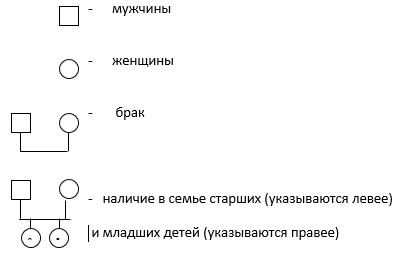 - мужчины
- женщины
- брак
- наличие в семье старших (указываются левее)
и младших детей (указываются правее)